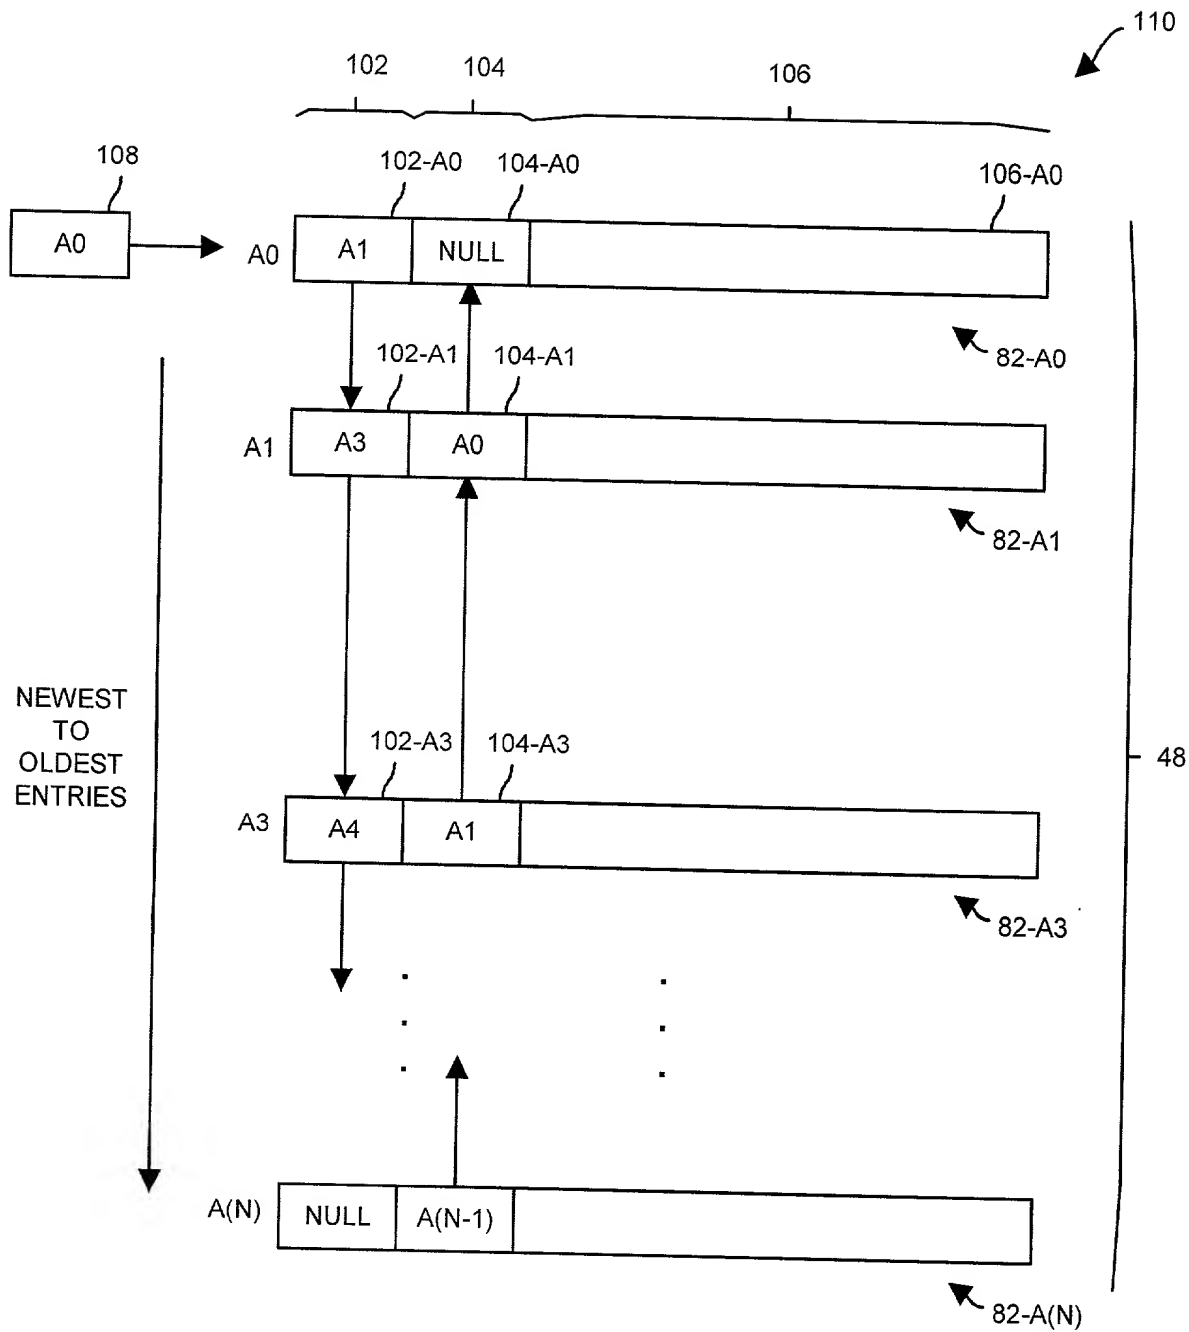 110
102
104
106
108
102-A0
104-A0
106-A0
A0
A0
A1
NULL
82-A0
102-A1
104-A1
A1
A3
A0
82-A1
NEWEST
TO
OLDEST
ENTRIES
48
102-A3
104-A3
A3
A4
A1
82-A3
A(N)
NULL
A(N-1)
82-A(N)